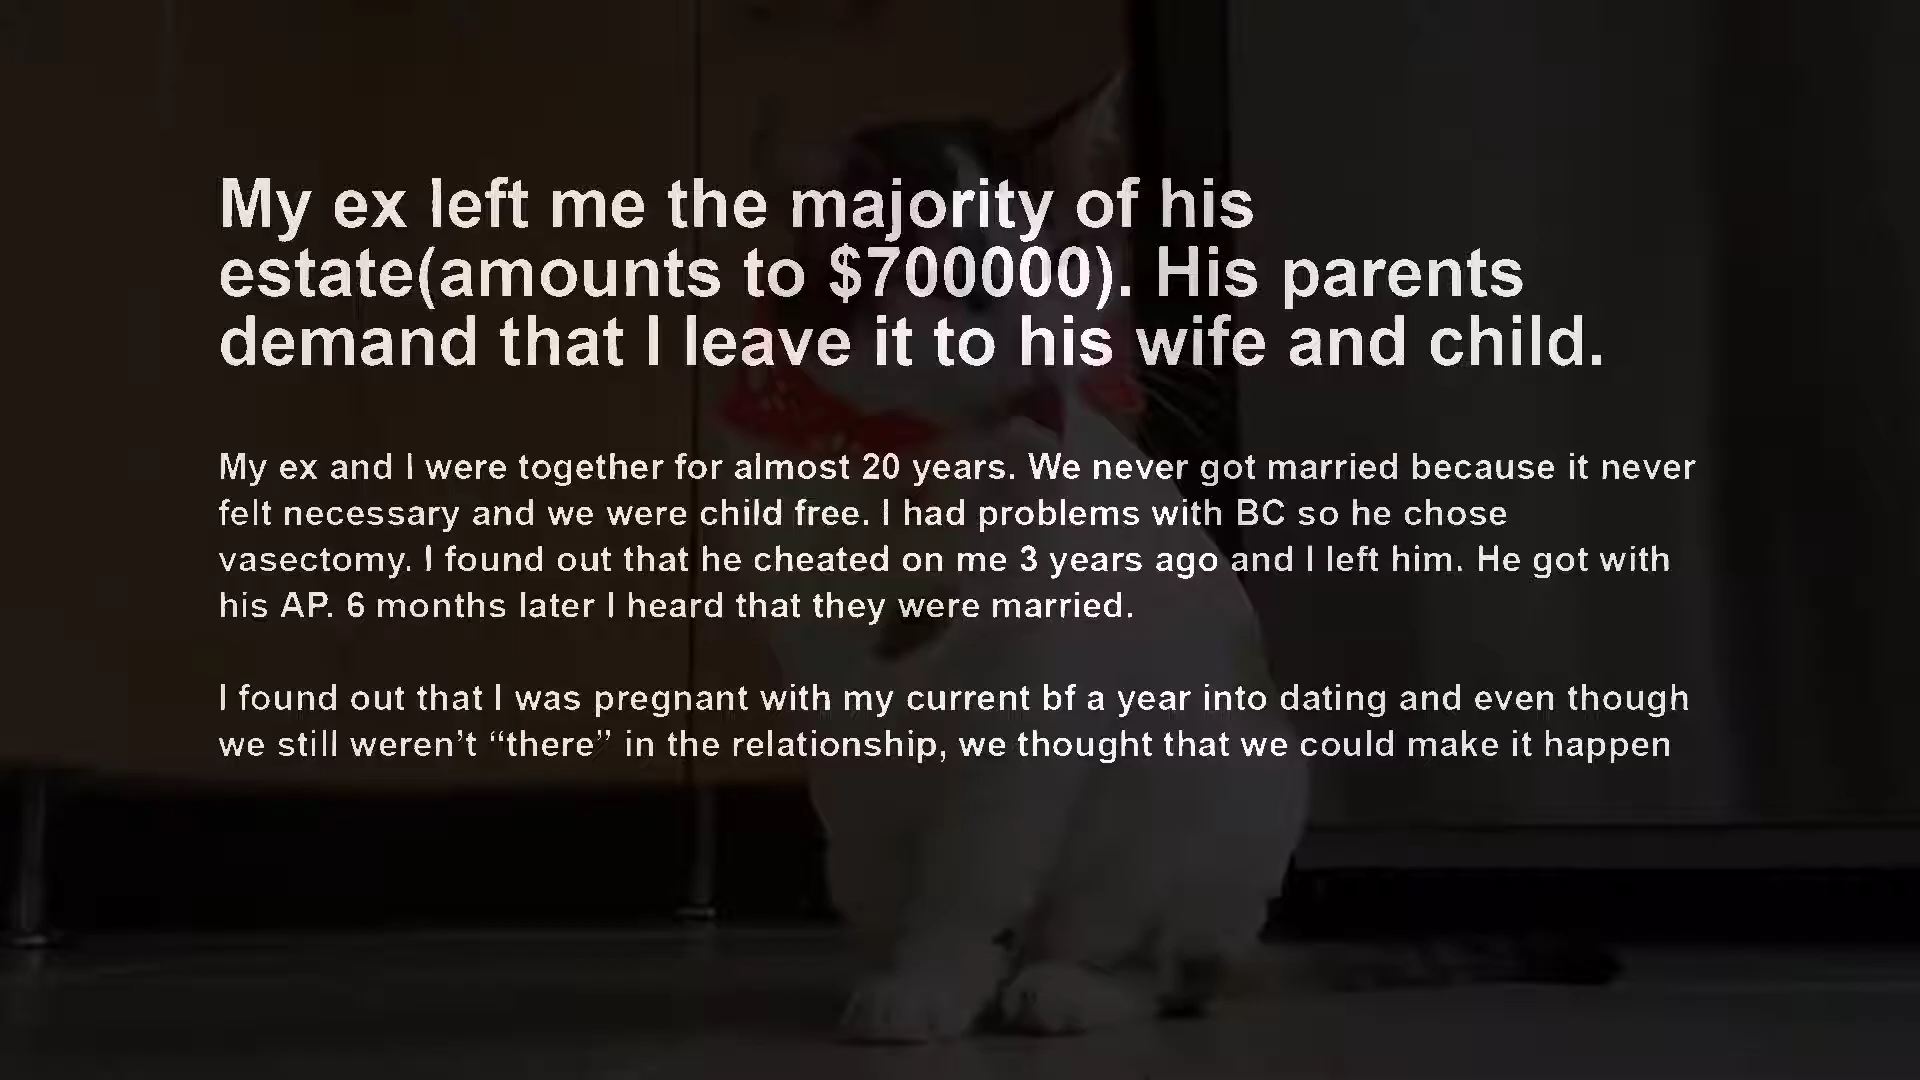 My ex left me the majority of his
estate(amounts to $700000). His parents
demand that I leave it to his wife and child.
My ex and I were together for almost 20 years. We never got married because it never
felt necessary and we were child free. I had problems with BC so he chose
vasectomy. I found out that he cheated on me 3 years ago and I left him. He got with
his AP. 6 months later I heard that they were married.
I found out that I was pregnant with my current bf a year into dating and even though
we still weren’t “there” in the relationship, we thought that we could make it happen